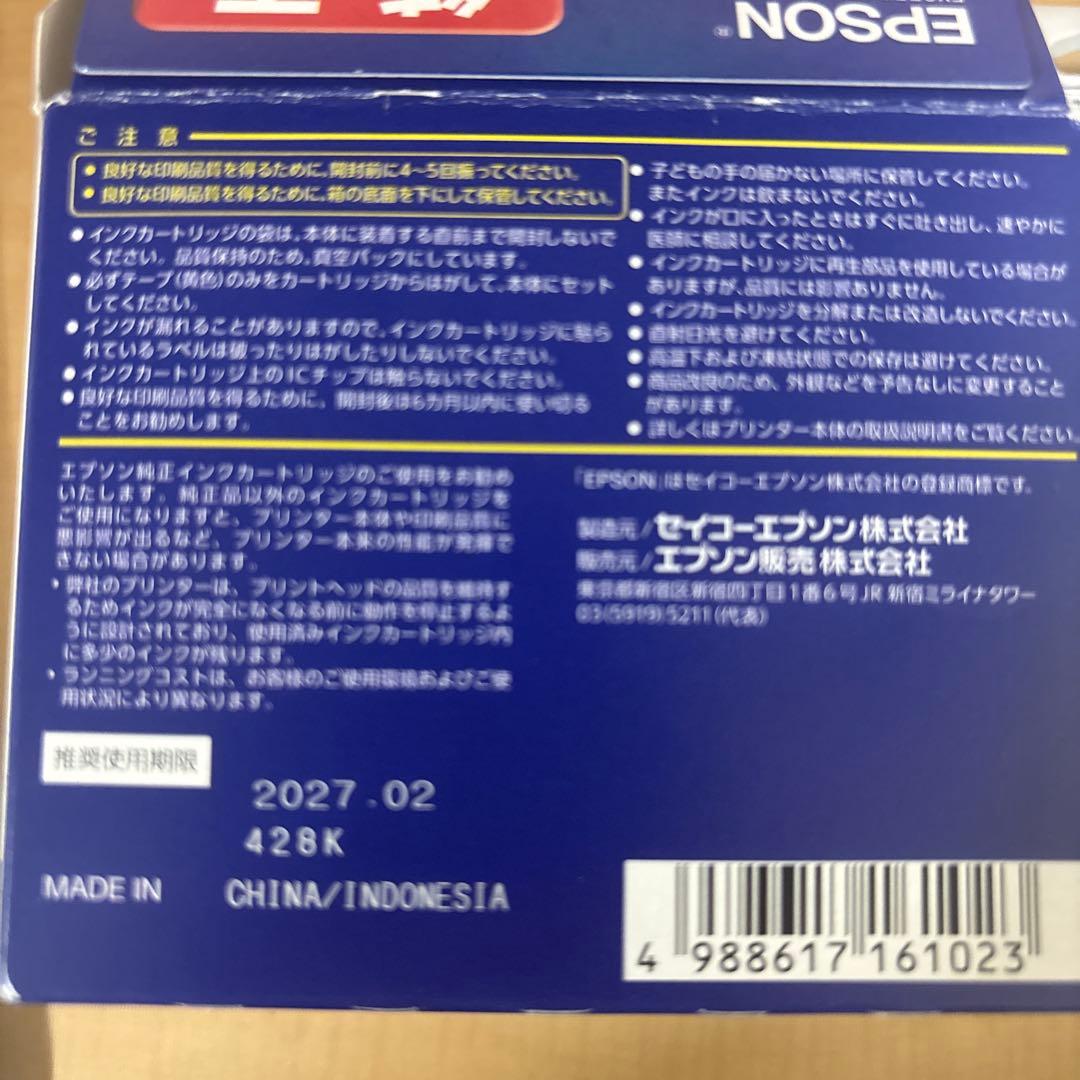 EPSON
純正
ご注意
● 良好な印刷品質を得るために、開封前に4〜5回振ってください。
● 良好な印刷品質を得るために、箱の底面を下にして保管してください。
● インクカートリッジの袋は、本体に装着する直前まで開封しないで
ください。品質保持のため、真空パックにしています。
● 必ずテープ(黄色)のみをカートリッジからはがして、本体にセット
してください。
● インクが漏れることがありますので、インクカートリッジに貼ら
れているラベルは破ったりはがしたりしないでください。
● インクカートリッジ上のICチップは触らないでください。
● 良好な印刷品質を得るために、開封後は6カ月以内に使い切る
ことをお勧めします。
● 子どもの手の届かない場所に保管してください。
またインクは飲まないでください。
● インクが口に入ったときはすぐに吐き出し、速やかに
医師に相談してください。
● インクカートリッジに再生部品を使用している場合が
ありますが、品質には影響ありません。
● インクカートリッジを分解または改造しないでください。
● 直射日光を避けてください。
● 高温下および凍結状態での保存は避けてください。
● 商品改良のため、外観などを予告なしに変更すること
があります。
● 詳しくはプリンター本体の取扱説明書をご覧ください。
エプソン純正インクカートリッジのご使用をお勧め
いたします。純正品以外のインクカートリッジを
ご使用になりますと、プリンター本体や印刷品質に
悪影響が出るなど、プリンター本来の性能が発揮で
きない場合があります。
・弊社のプリンターは、プリントヘッドの品質を維持す
るためインクが完全になくなる前に動作を停止するよ
うに設計されており、使用済みインクカートリッジ内
に多少のインクが残ります。
・ランニングコストは、お客様のご使用環境およびご使
用状況により異なります。
「EPSON」はセイコーエプソン株式会社の登録商標です。
製造元/セイコーエプソン株式会社
販売元/エプソン販売株式会社
東京都新宿区新宿四丁目1番6号 JR新宿ミライナタワー
03(5919)5211(代表)
推奨使用期限
2027.02
428K
MADE IN CHINA/INDONESIA
4 988617 161023